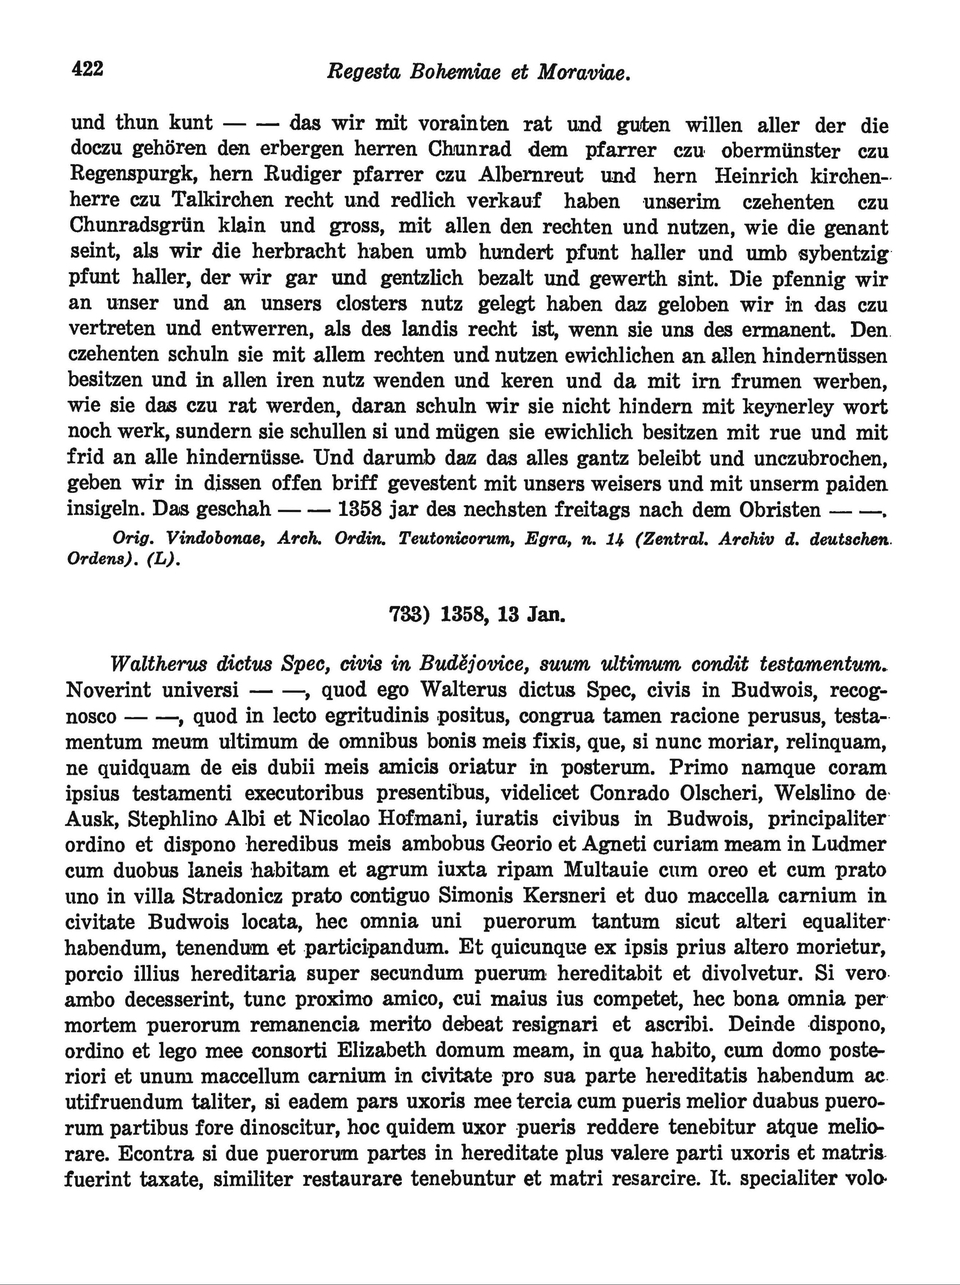 422 Regesta Bohemiae et Moraviae.
und thun kunt — — das wir mit vorainten rat und guten willen aller der die
doczu gehören den erbergen herren Chunrad dem pfarrer czu obermünster czu
Regenspurgk, hern Rudiger pfarrer czu Albernreut und hern Heinrich kirchen-
herre czu Talkirchen recht und redlich verkauf haben unserim czehenten czu
Chunradsgrün klain und gross, mit allen den rechten und nutzen, wie die genant
seint, als wir die herbracht haben umb hundert pfunt haller und umb sybentzig
pfunt haller, der wir gar und gentzlich bezalt und gewerth sint. Die pfennig wir
an unser und an unsers closters nutz gelegt haben daz geloben wir in das czu
vertreten und entwerren, als des landis recht ist, wenn sie uns des ermanent. Den
czehenten schuln sie mit allem rechten und nutzen ewichlichen an allen hindernüssen
besitzen und in allen iren nutz wenden und keren und da mit irn frumen werben,
wie sie das czu rat werden, daran schuln wir sie nicht hindern mit keynerley wort
noch werk, sundern sie schullen si und mügen sie ewichlich besitzen mit rue und mit
frid an alle hindernüsse. Und darumb daz das alles gantz beleibt und unczubrochen,
geben wir in dissen offen briff gevestent mit unsers weisers und mit unserm paiden
insigeln. Das geschah — — 1358 jar des nechsten freitags nach dem Obristen — —.
Orig. Vindobonae, Arch. Ordin. Teutonicorum, Egra, n. 14 (Zentral. Archiv d. deutschen
Ordens). (L).
733) 1358, 13 Jan.
Waltherus dictus Spec, civis in Budějovice, suum ultimum condit testamentum.
Noverint universi — —, quod ego Walterus dictus Spec, civis in Budwois, recog-
nosco — —, quod in lecto egritudinis positus, congrua tamen racione perusus, testa-
mentum meum ultimum de omnibus bonis meis fixis, que, si nunc moriar, relinquam,
ne quidquam de eis dubii meis amicis oriatur in posterum. Primo namque coram
ipsius testamenti executoribus presentibus, videlicet Conrado Olscheri, Welslino de
Ausk, Stephlino Albi et Nicolao Hofmani, iuratis civibus in Budwois, principaliter
ordino et dispono heredibus meis ambobus Georio et Agneti curiam meam in Ludmer
cum duobus laneis habitam et agrum iuxta ripam Multauie cum oreo et cum prato
uno in villa Stradonicz prato contiguo Simonis Kersneri et duo maccella carnium in
civitate Budwois locata, hec omnia uni puerorum tantum sicut alteri equaliter
habendum, tenendum et participandum. Et quicunque ex ipsis prius altero morietur,
porcio illius hereditaria super secundum puerum hereditabit et divolvetur. Si vero
ambo decesserint, tunc proximo amico, cui maius ius competet, hec bona omnia per
mortem puerorum remanencia merito debeat resignari et ascribi. Deinde dispono,
ordino et lego mee consorti Elizabeth domum meam, in qua habito, cum domo poste-
riori et unum maccellum carnium in civitate pro sua parte hereditatis habendum ac
utifruendum taliter, si eadem pars uxoris mee tercia cum pueris melior duabus puero-
rum partibus fore dinoscitur, hoc quidem uxor pueris reddere tenebitur atque melio-
rare. Econtra si due puerorum partes in hereditate plus valere parti uxoris et matris
fuerint taxate, similiter restaurare tenebuntur et matri resarcire. It. specialiter volo